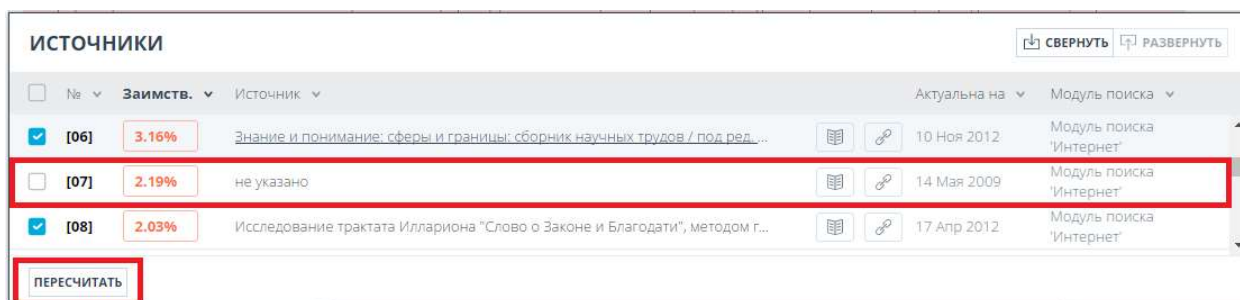 ИСТОЧНИКИ
СВЕРНУТЬ РАЗВЕРНУТЬ
№ Заимств. Источник Актуальна на Модуль поиска
[06] 3.16% Знание и понимание: сферы и границы: сборник научных трудов / под ред. ... 10 Ноя 2012 Модуль поиска
'Интернет'
[07] 2.19% не указано 14 Мая 2009 Модуль поиска
'Интернет'
[08] 2.03% Исследование трактата Иллариона "Слово о Законе и Благодати", методом г... 17 Апр 2012 Модуль поиска
'Интернет'
ПЕРЕСЧИТАТЬ